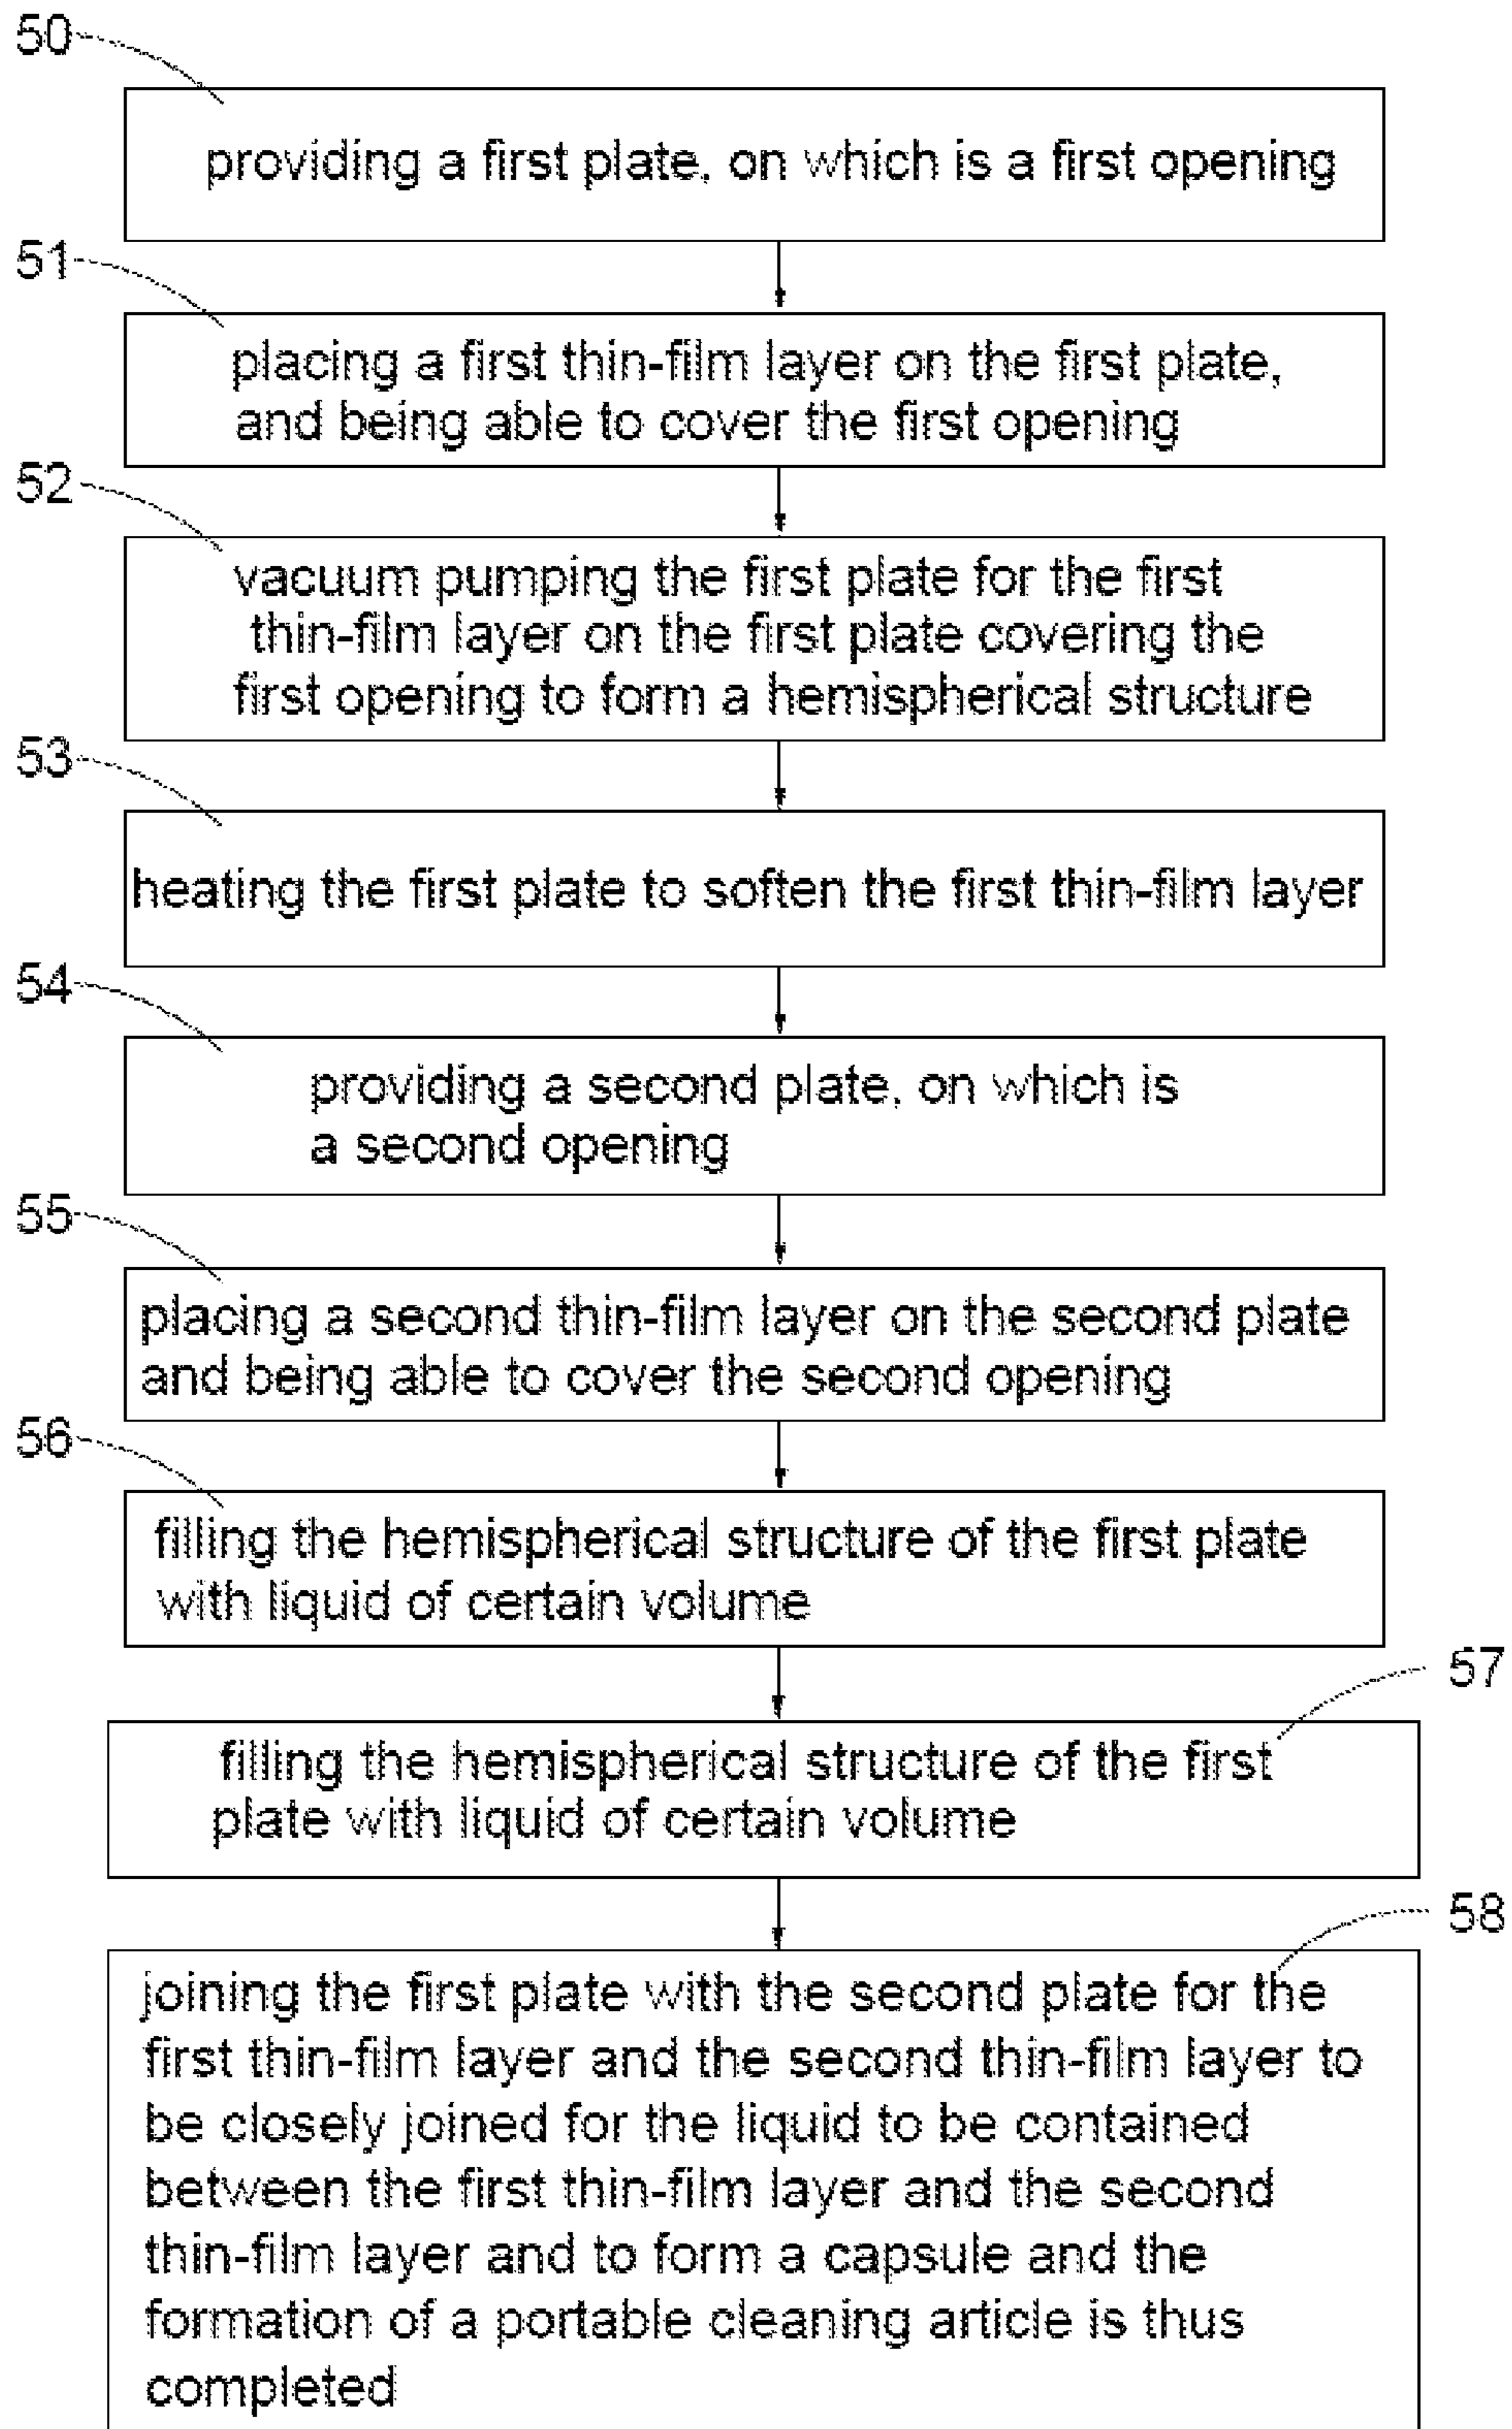 50
providing a first plate, on which is a first opening
51
placing a first thin-film layer on the first plate,
and being able to cover the first opening
52
vacuum pumping the first plate for the first
thin-film layer on the first plate covering the
first opening to form a hemispherical structure
53
heating the first plate to soften the first thin-film layer
54
providing a second plate, on which is
a second opening
55
placing a second thin-film layer on the second plate
and being able to cover the second opening
56
filling the hemispherical structure of the first plate
with liquid of certain volume
57
filling the hemispherical structure of the first
plate with liquid of certain volume
58
joining the first plate with the second plate for the
first thin-film layer and the second thin-film layer to
be closely joined for the liquid to be contained
between the first thin-film layer and the second
thin-film layer and to form a capsule and the
formation of a portable cleaning article is thus
completed